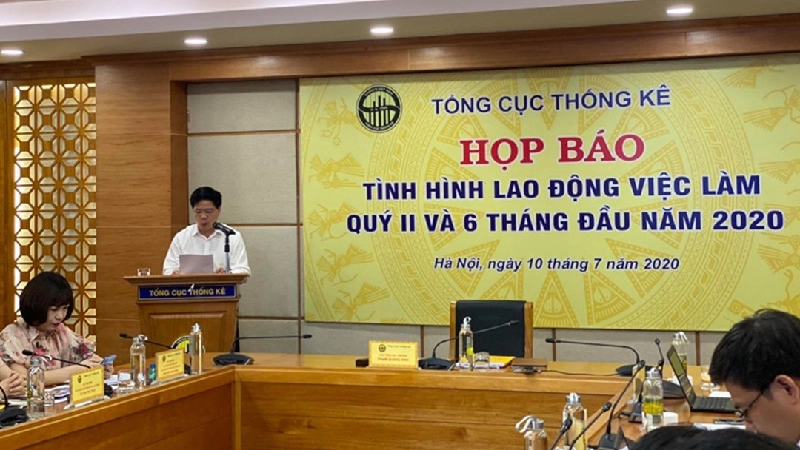 TỔNG CỤC THỐNG KÊ
HỌP BÁO
TÌNH HÌNH LAO ĐỘNG VIỆC LÀM
QUÝ II VÀ 6 THÁNG ĐẦU NĂM 2020
Hà Nội, ngày 10 tháng 7 năm 2020
TỔNG CỤC THỐNG KÊ